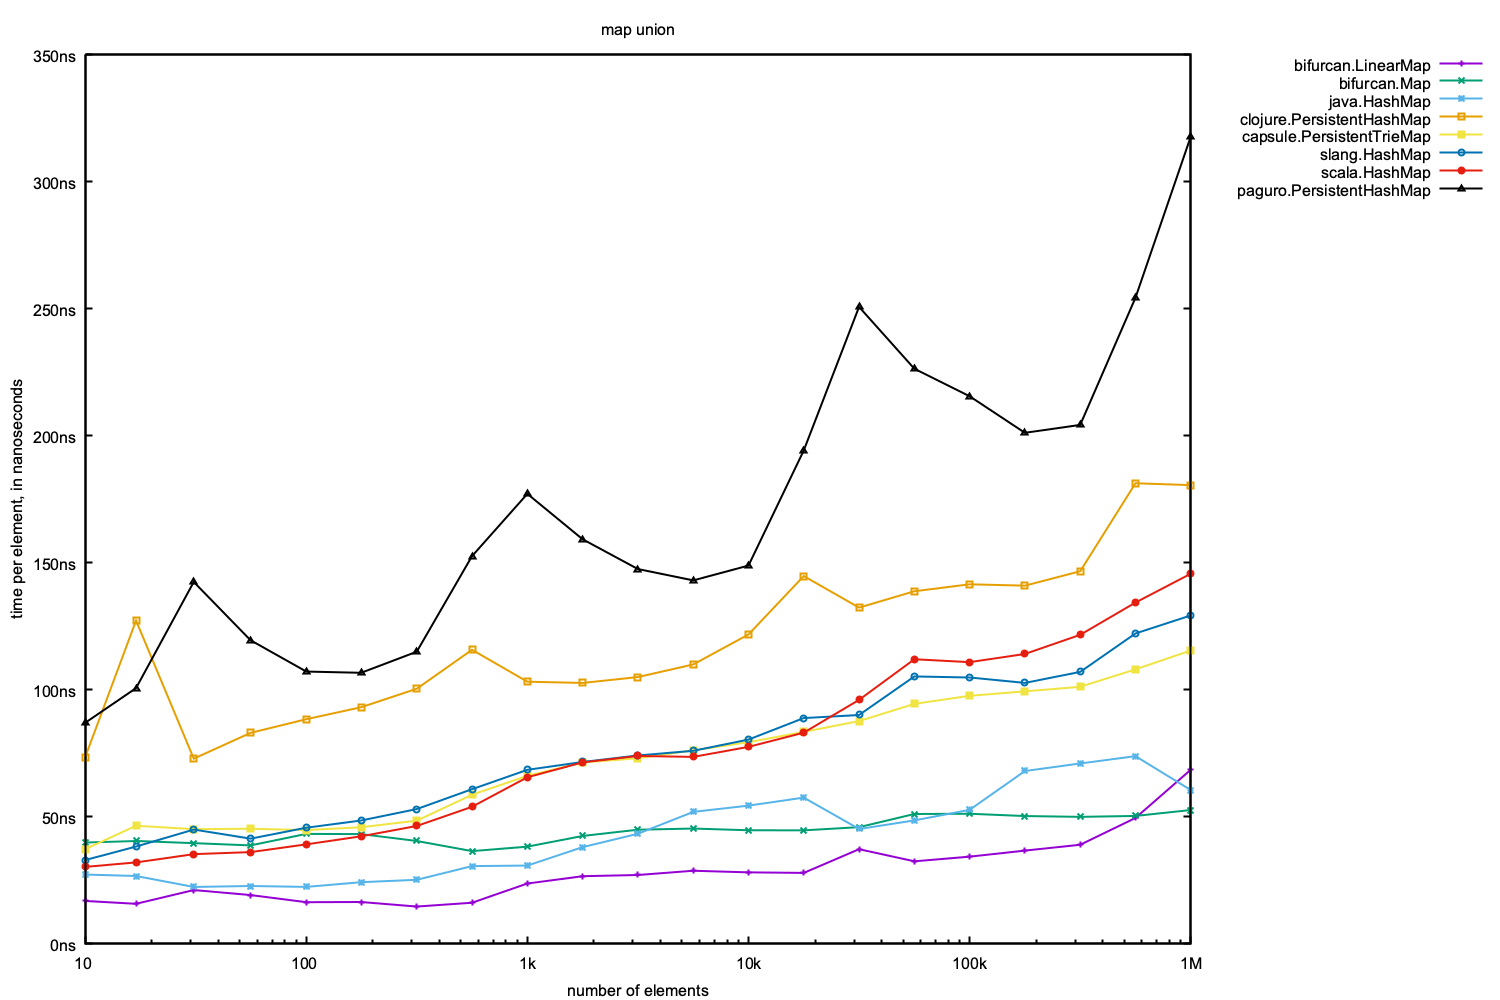 map union
350ns
300ns
250ns
200ns
150ns
100ns
50ns
0ns
time per element, in nanoseconds
10
100
1k
10k
100k
1M
number of elements
bifurcan.LinearMap
bifurcan.Map
java.HashMap
clojure.PersistentHashMap
capsule.PersistentTrieMap
slang.HashMap
scala.HashMap
paguro.PersistentHashMap